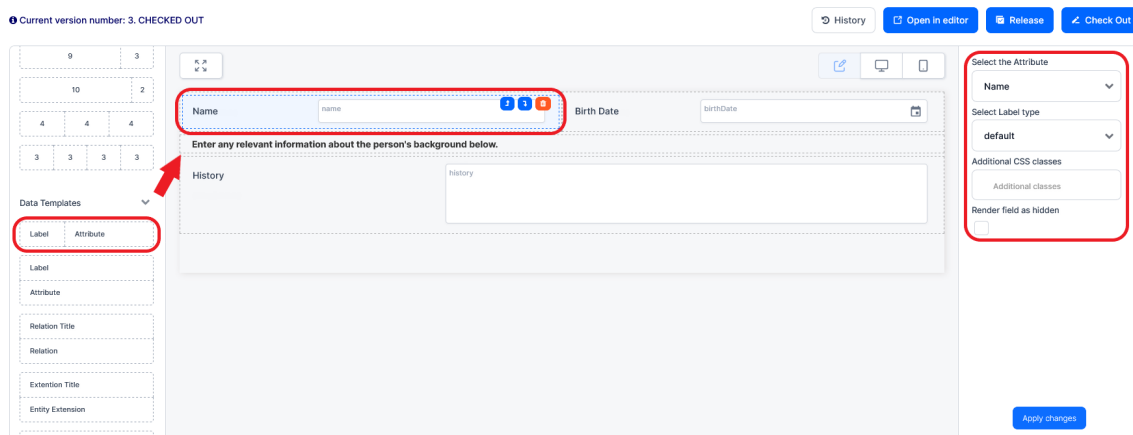 Current version number: 3. CHECKED OUT
History
Open in editor
Release
Check Out
9 3
10 2
4 4 4
3 3 3 3
Data Templates
Label Attribute
Label
Attribute
Relation Title
Relation
Extention Title
Entity Extension
Name name
Birth Date birthDate
Enter any relevant information about the person's background below.
History history
Select the Attribute
Name
Select Label type
default
Additional CSS classes
Additional classes
Render field as hidden
Apply changes